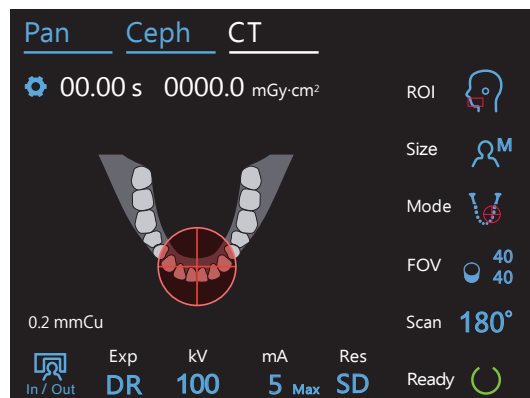 Pan Ceph CT
00.00 s 0000.0 mGy·cm²
ROI
Size M
Mode
FOV 40
40
0.2 mmCu
Scan 180°
Exp kV mA Res
In / Out DR 100 5 Max SD
Ready